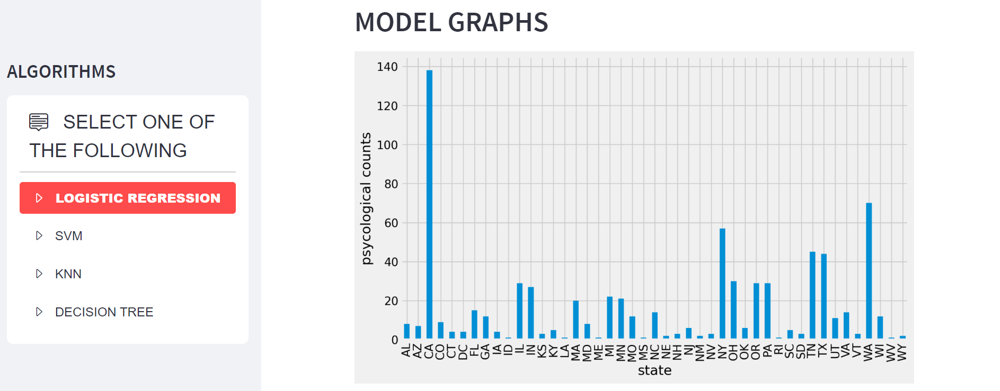 ALGORITHMS
SELECT ONE OF
THE FOLLOWING
LOGISTIC REGRESSION
SVM
KNN
DECISION TREE
MODEL GRAPHS
psycological counts
140
120
100
80
60
40
20
0
AL AZ CA CO CT DC FL GA IA ID IL IN KS KY LA MA MD ME MI MN MO MS NC NE NH NJ NM NV NY OH OK OR PA RI SC SD TN TX UT VA VT WA WI WV WY
state